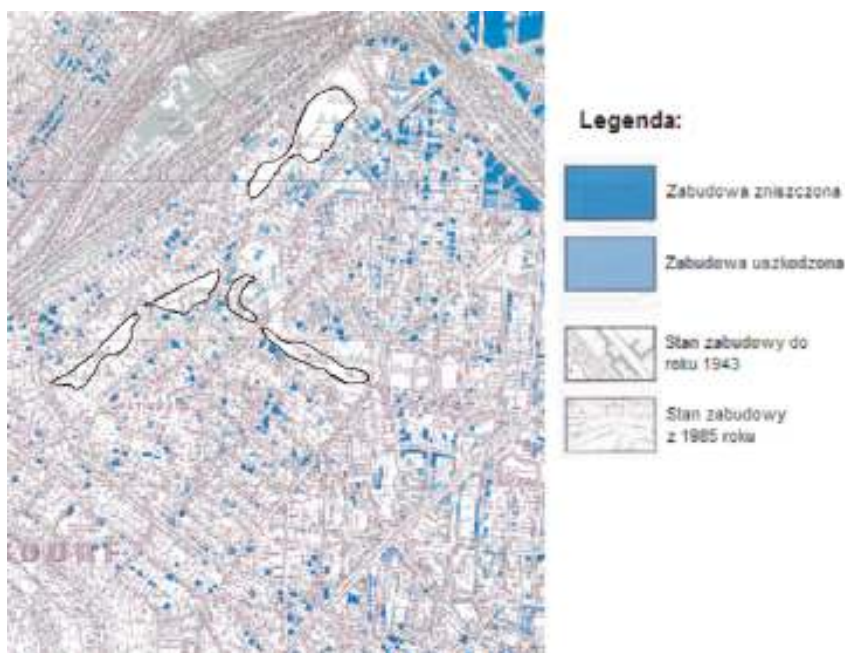 Legenda:
Zabudowa zniszczona
Zabudowa uszkodzona
Stan zabudowy do
roku 1943
Stan zabudowy
z 1985 roku